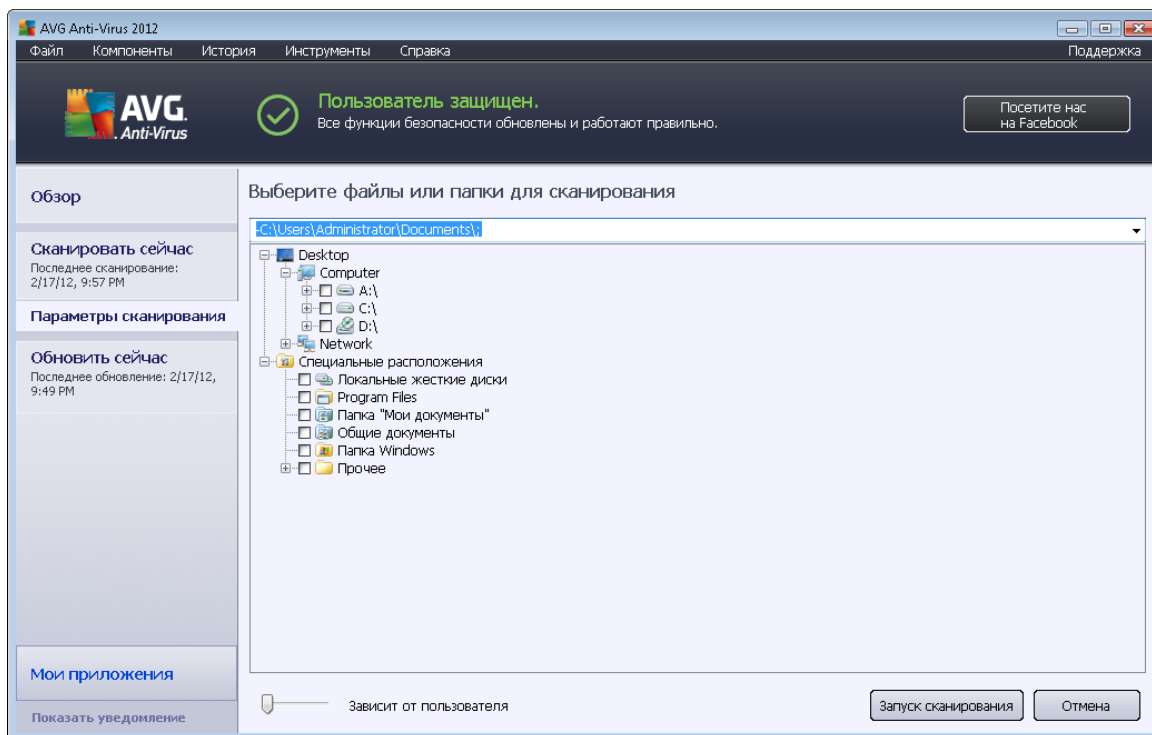 AVG Anti-Virus 2012
Файл Компоненты История Инструменты Справка Поддержка
AVG.
Anti-Virus
Пользователь защищен.
Все функции безопасности обновлены и работают правильно.
Посетите нас
на Facebook
Обзор
Сканировать сейчас
Последнее сканирование:
2/17/12, 9:57 PM
Параметры сканирования
Обновить сейчас
Последнее обновление: 2/17/12,
9:49 PM
Мои приложения
Показать уведомление
Выберите файлы или папки для сканирования
-C:\Users\Administrator\Documents\;
Desktop
Computer
A:\
C:\
D:\
Network
Специальные расположения
Локальные жесткие диски
Program Files
Папка "Мои документы"
Общие документы
Папка Windows
Прочее
Зависит от пользователя
Запуск сканирования
Отмена